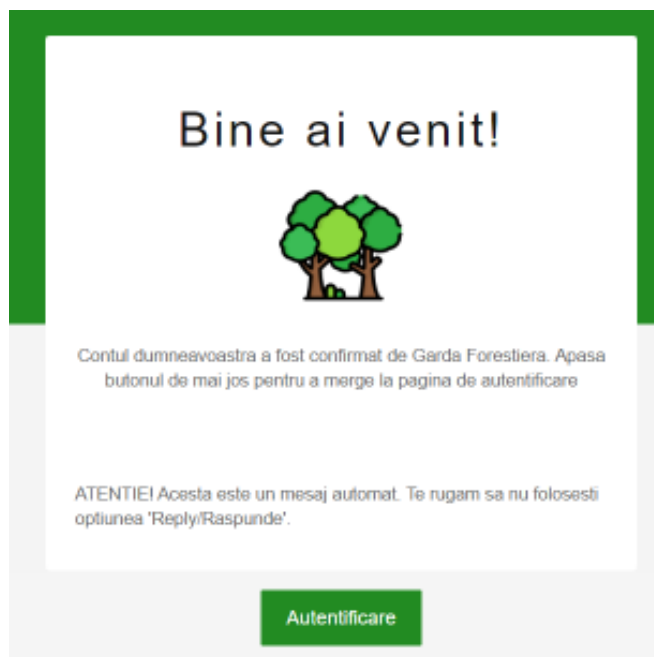 Bine ai venit!
Contul dumneavoastra a fost confirmat de Garda Forestiera. Apasa
butonul de mai jos pentru a merge la pagina de autentificare
ATENTIE! Acesta este un mesaj automat. Te rugam sa nu folosesti
optiunea 'Reply/Raspunde'.
Autentificare